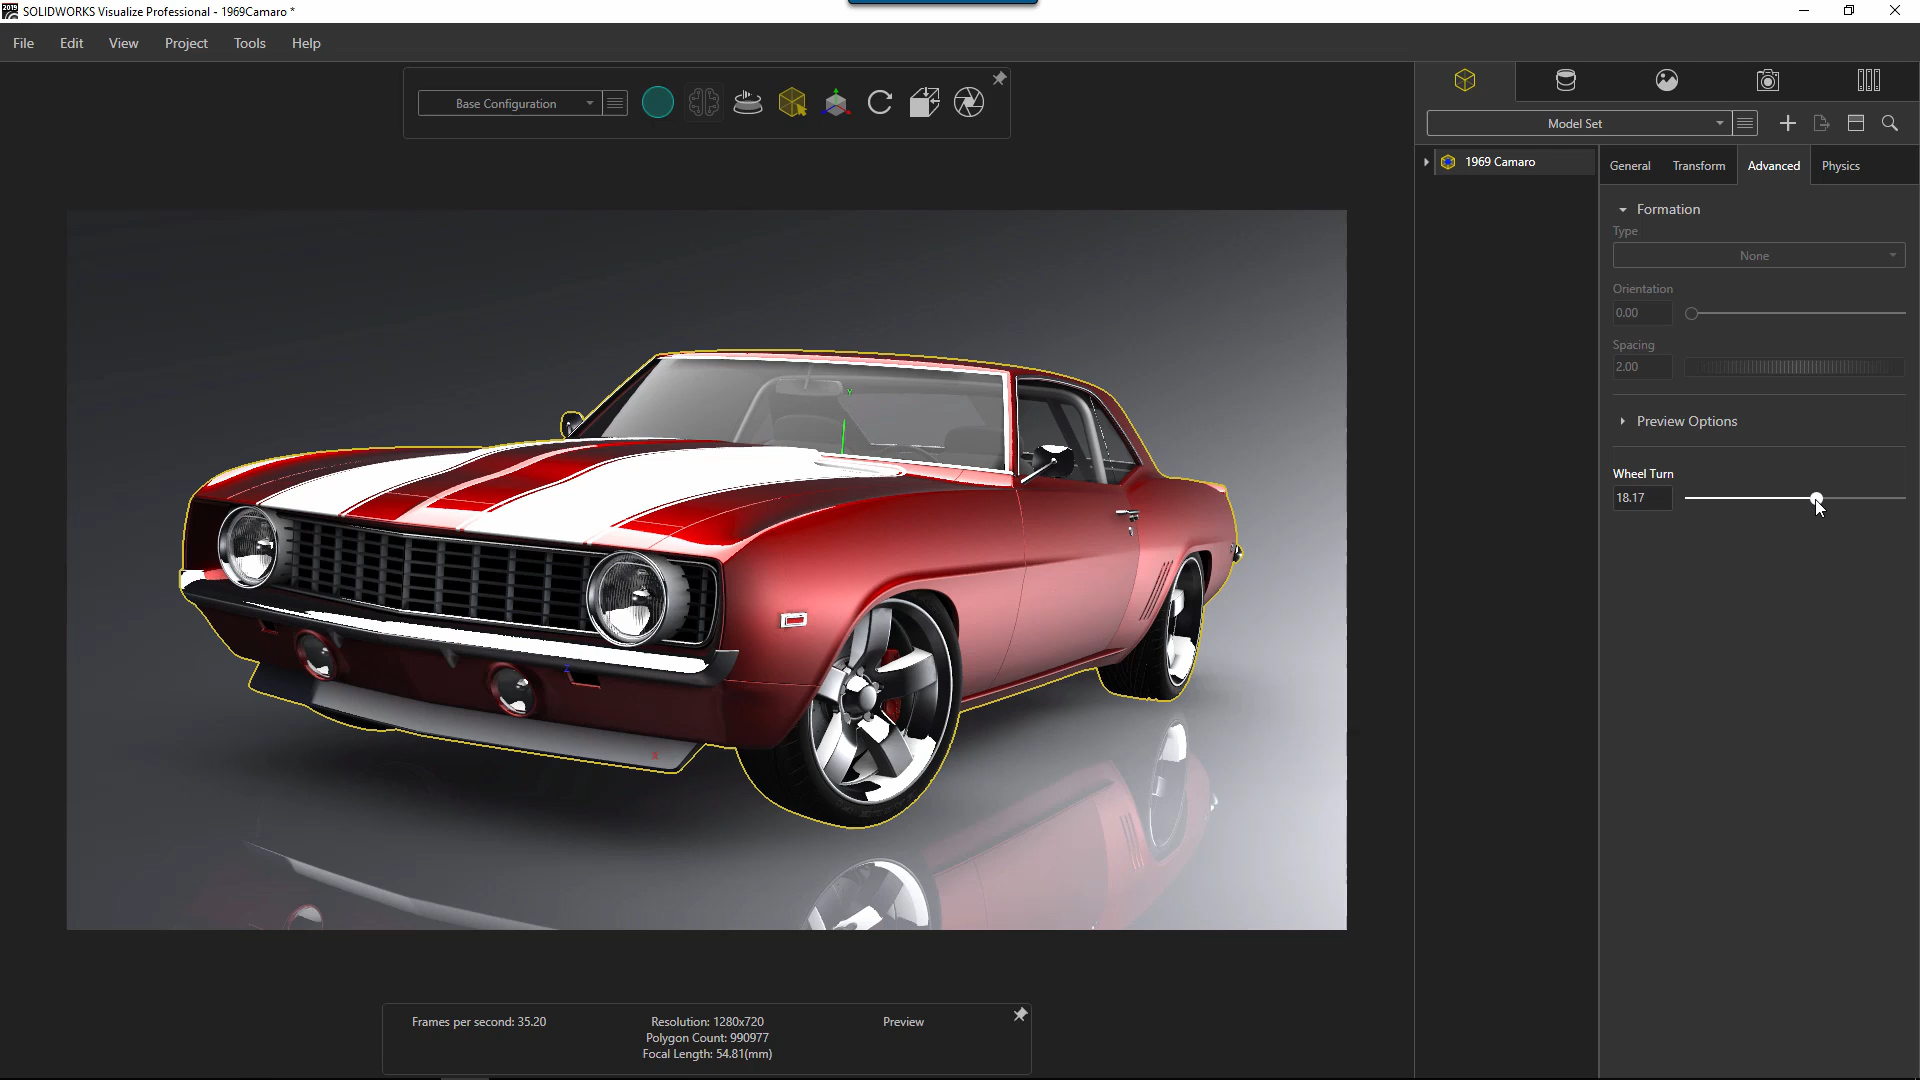 2019
SOLIDWORKS Visualize Professional - 1969Camaro *
File Edit View Project Tools Help
Base Configuration
Model Set
1969 Camaro
General Transform Advanced Physics
Formation
Type
None
Orientation
0.00
Spacing
2.00
Preview Options
Wheel Turn
18.17
Y
Z
X
Frames per second: 35.20
Resolution: 1280x720
Preview
Polygon Count: 990977
Focal Length: 54.81(mm)